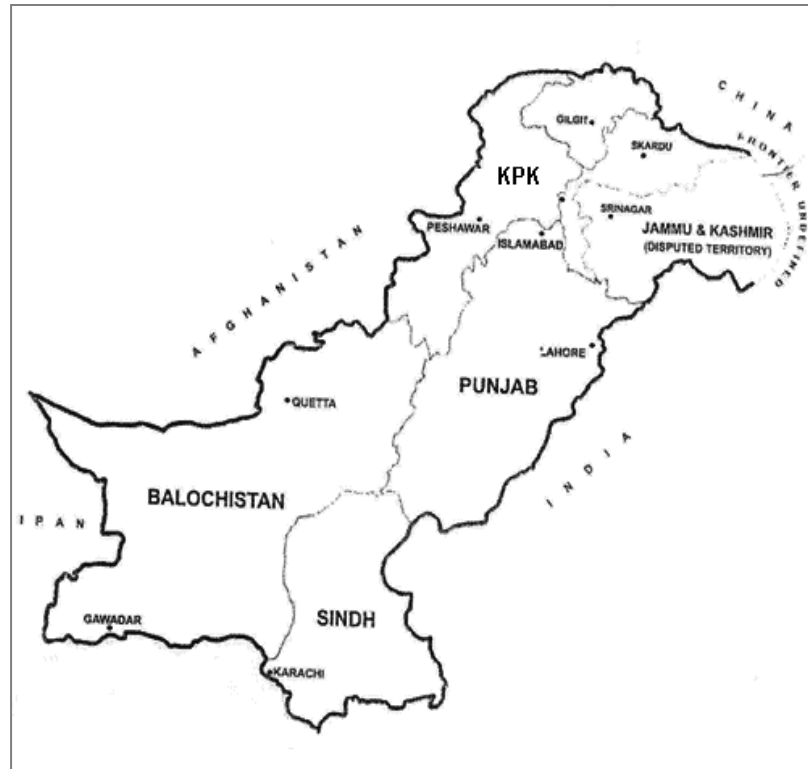 CHINA
FRONTIER UNDEFINED
GILGIT
SKARDU
KPK
SRINAGAR
JAMMU & KASHMIR
(DISPUTED TERRITORY)
PESHAWAR
ISLAMABAD
AFGHANISTAN
LAHORE
PUNJAB
QUETTA
INDIA
BALOCHISTAN
IPAN
SINDH
GAWADAR
KARACHI